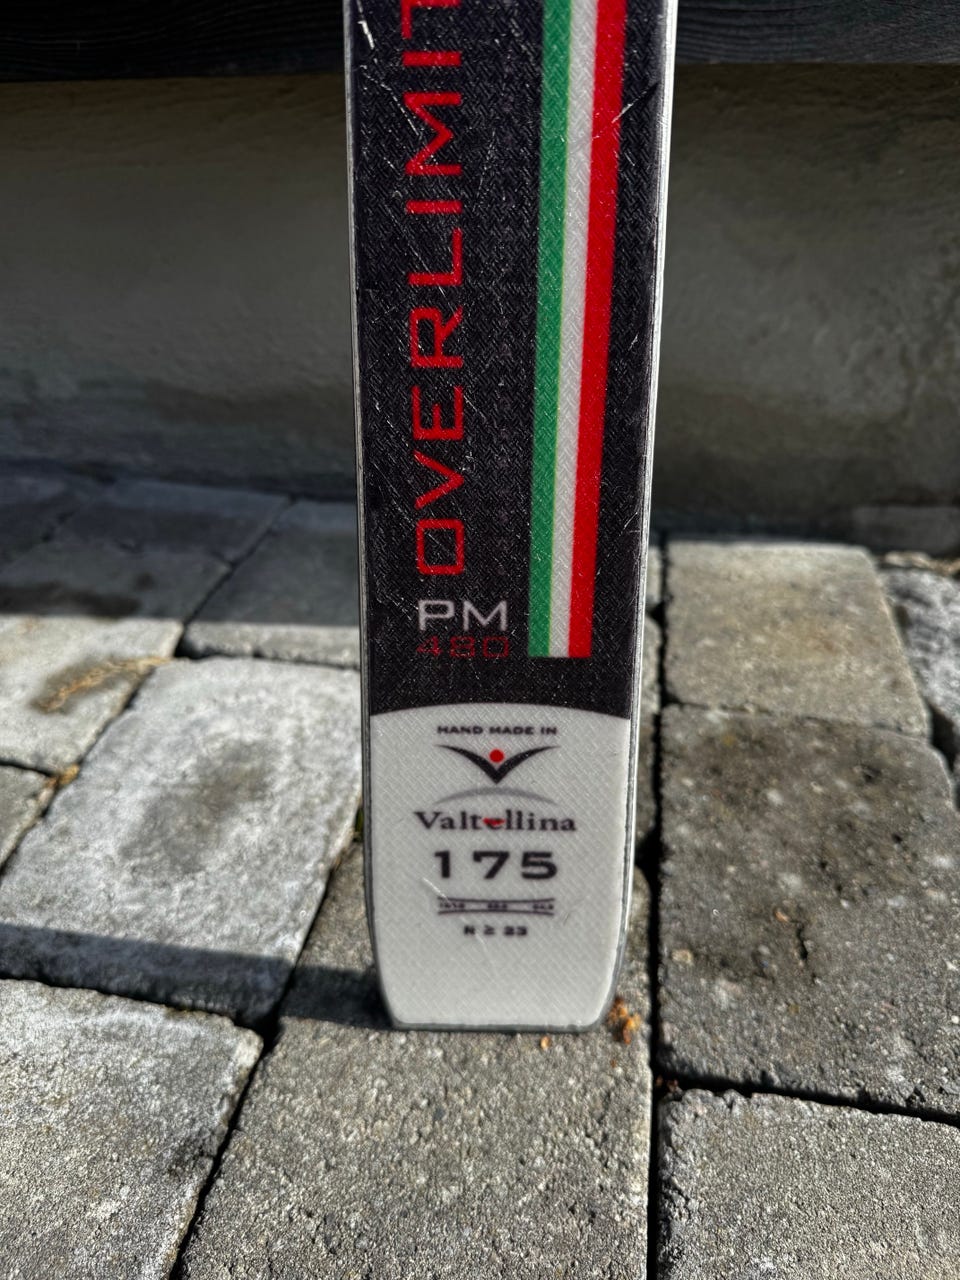 OVERLIMIT
PM
480
HAND MADE IN
Valtellina
175
R ≥ 23